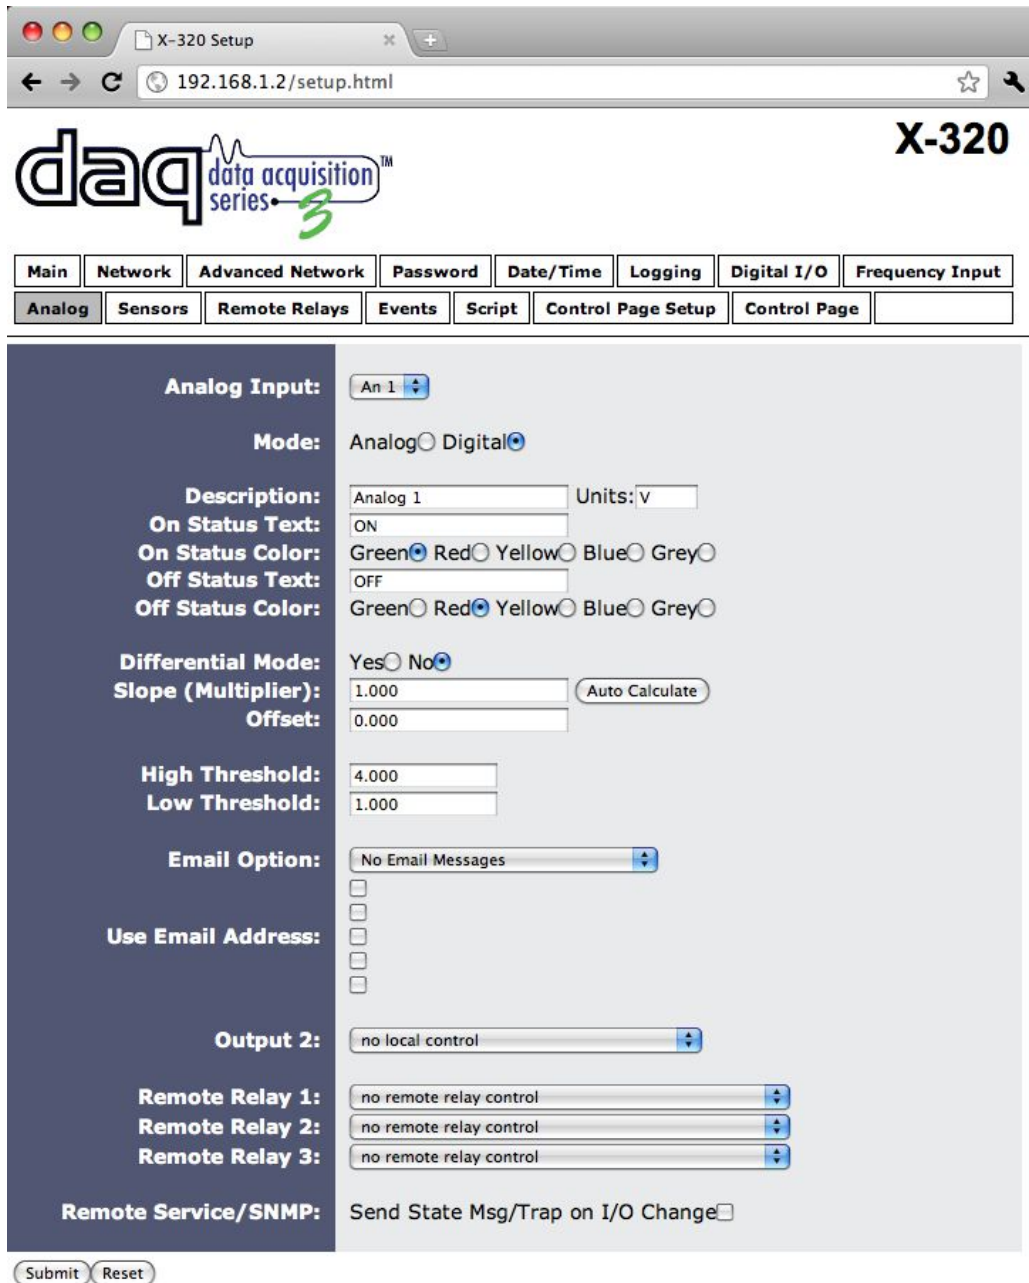 X-320 Setup
192.168.1.2/setup.html
X-320
daq data acquisition series 3 TM
Main Network Advanced Network Password Date/Time Logging Digital I/O Frequency Input
Analog Sensors Remote Relays Events Script Control Page Setup Control Page
Analog Input: An 1
Mode: Analog Digital
Description: Analog 1 Units: V
On Status Text: ON
On Status Color: Green Red Yellow Blue Grey
Off Status Text: OFF
Off Status Color: Green Red Yellow Blue Grey
Differential Mode: Yes No
Slope (Multiplier): 1.000 Auto Calculate
Offset: 0.000
High Threshold: 4.000
Low Threshold: 1.000
Email Option: No Email Messages
Use Email Address:
Output 2: no local control
Remote Relay 1: no remote relay control
Remote Relay 2: no remote relay control
Remote Relay 3: no remote relay control
Remote Service/SNMP: Send State Msg/Trap on I/O Change
Submit Reset